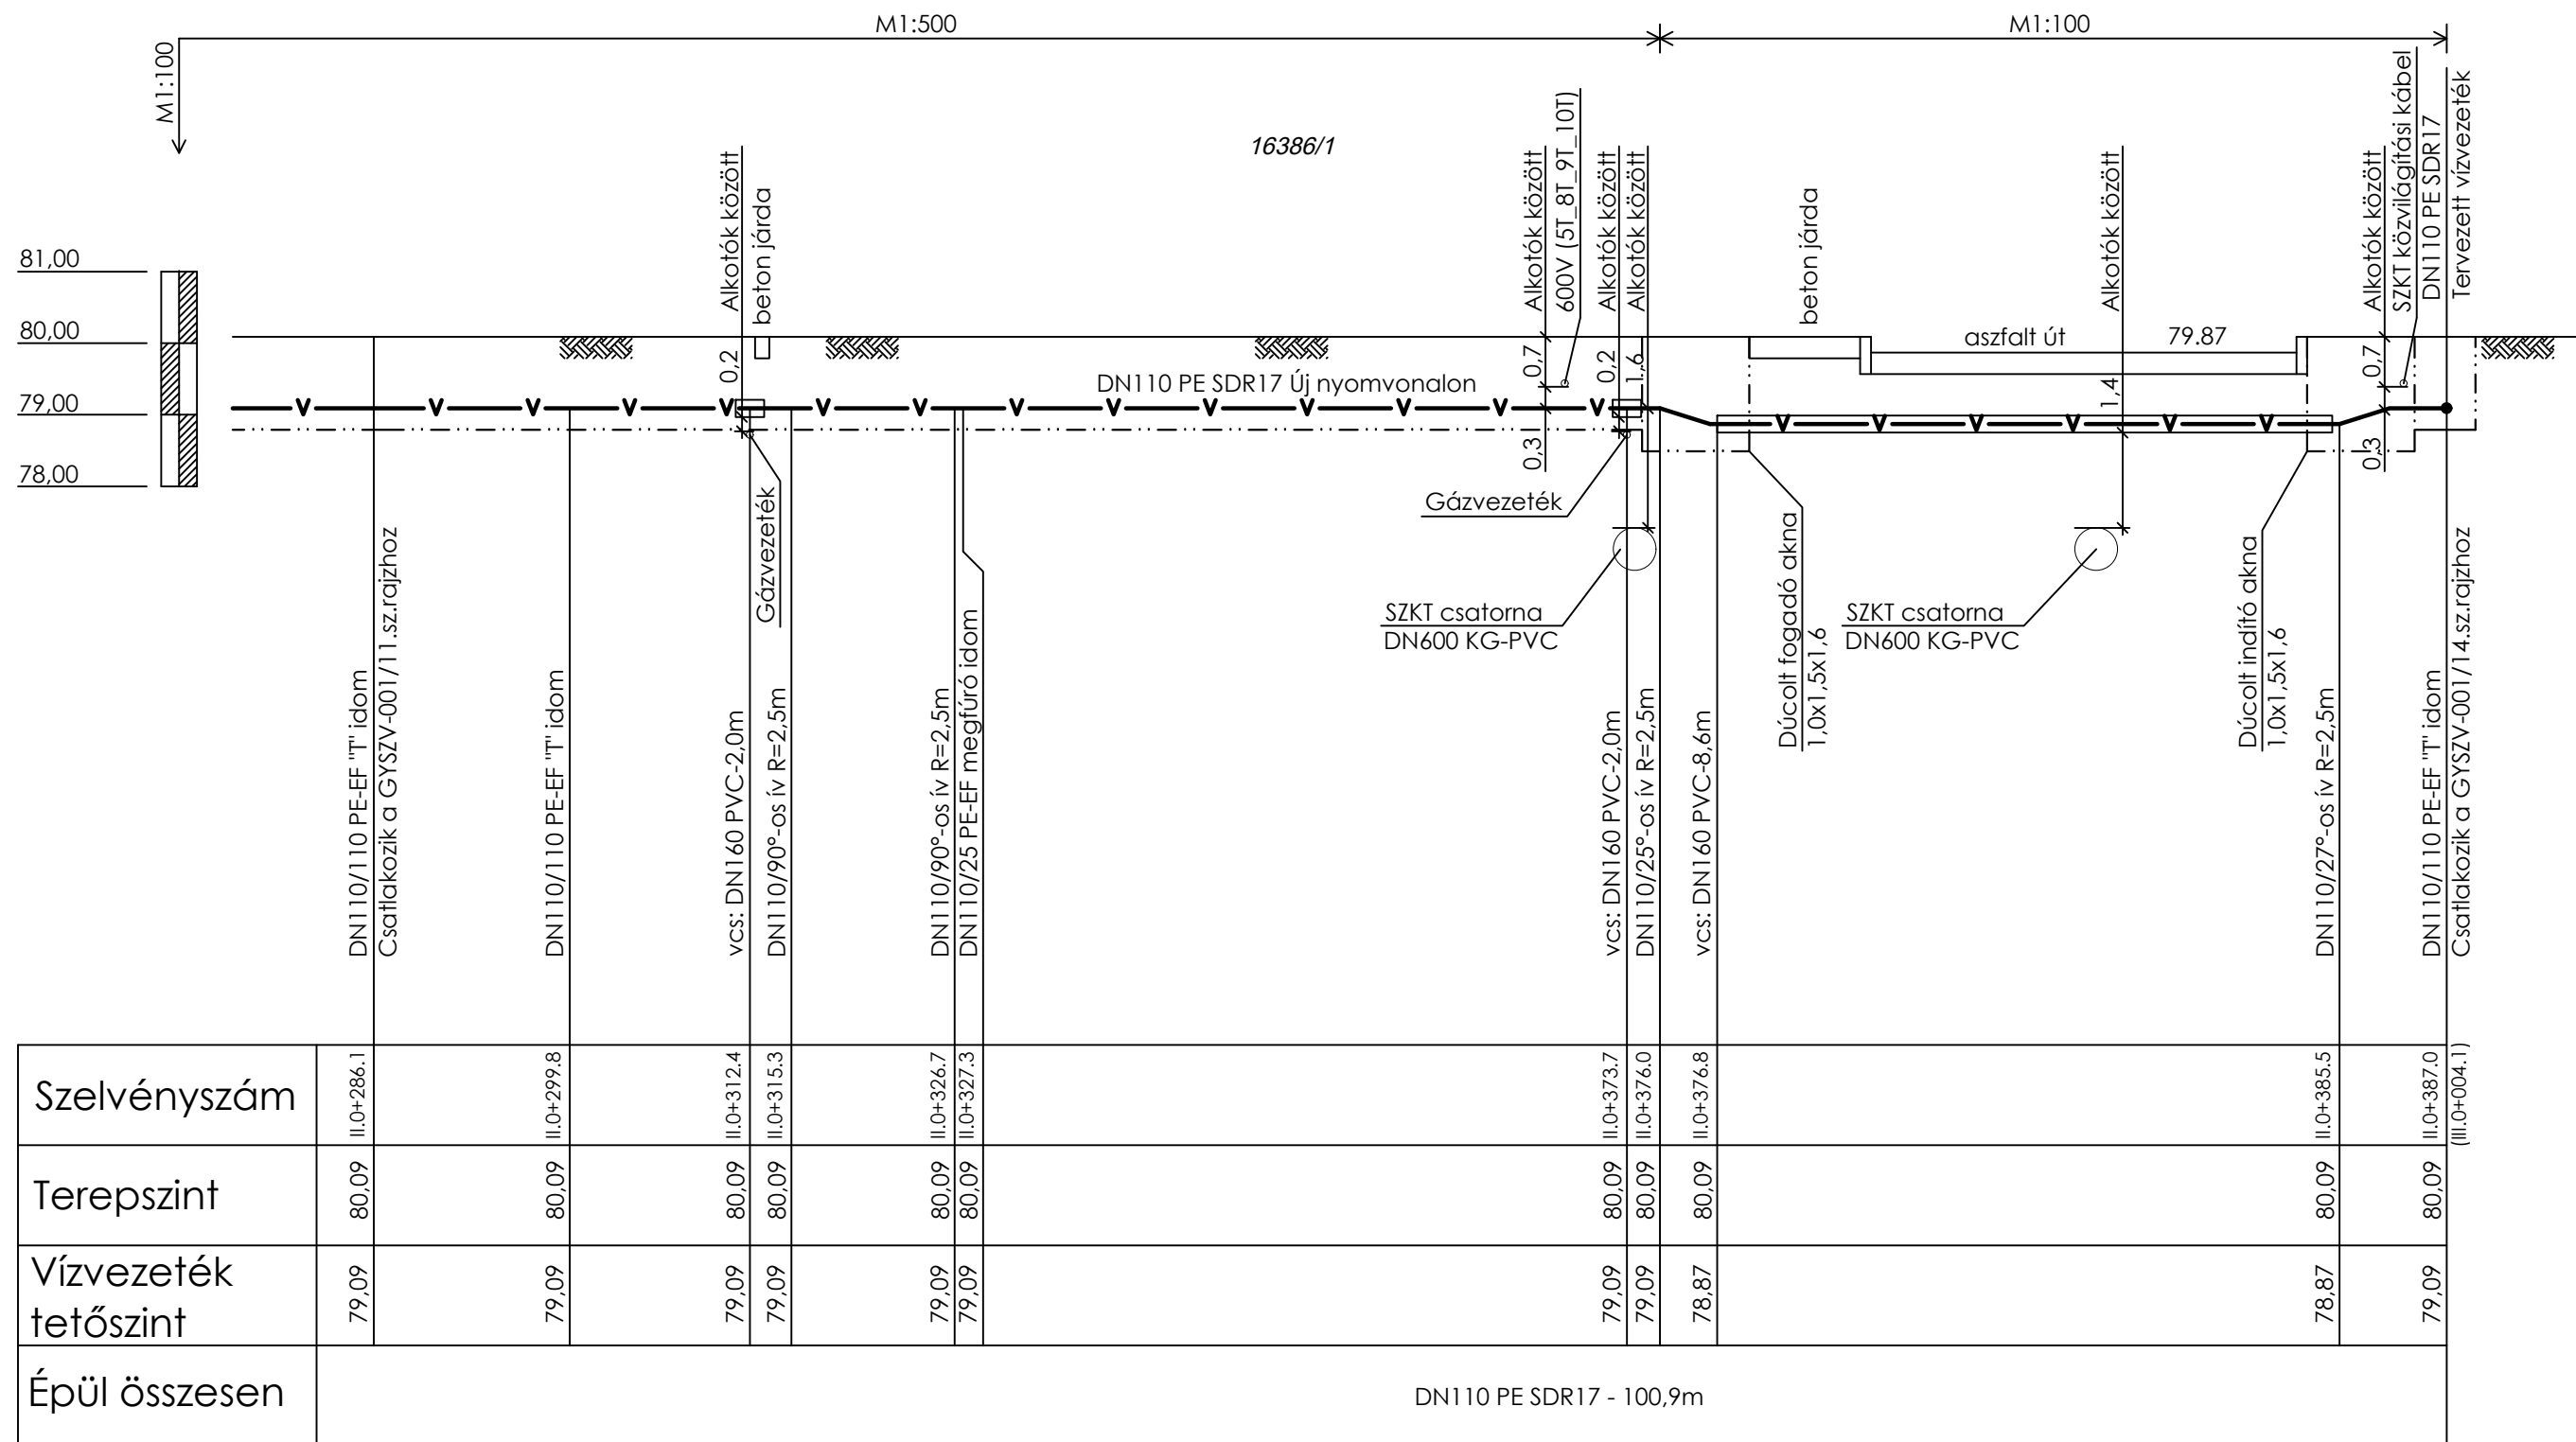 M1:500
M1:100
M1:100
16386/1
81,00
80,00
79,00
78,00
Alkotók között
beton járda
0,2
Alkotók között
600V (5T_8T_9T_10T)
0,7
0,3
Alkotók között
0,2
Alkotók között
1,6
beton járda
aszfalt út
79.87
Alkotók között
1,4
Alkotók között
SZKT közvilágítási kábel
DN110 PE SDR17
Tervezett vízvezeték
0,7
0,3
DN110 PE SDR17 Új nyomvonalon
V V V V V V V V V V V V V V
V V V V V V
Gázvezeték
Gázvezeték
SZKT csatorna
DN600 KG-PVC
SZKT csatorna
DN600 KG-PVC
Dúcolt fogadó akna
1,0x1,5x1,6
Dúcolt indító akna
1,0x1,5x1,6
DN110/110 PE-EF "T" idom
Csatlakozik a GYSZV-001/11.sz.rajzhoz
DN110/110 PE-EF "T" idom
vcs: DN160 PVC-2,0m
DN110/90°-os ív R=2,5m
DN110/90°-os ív R=2,5m
DN110/25 PE-EF megfúró idom
vcs: DN160 PVC-2,0m
DN110/25°-os ív R=2,5m
vcs: DN160 PVC-8,6m
DN110/27°-os ív R=2,5m
DN110/110 PE-EF "T" idom
Csatlakozik a GYSZV-001/14.sz.rajzhoz
Szelvényszám
II.0+286.1
II.0+299.8
II.0+312.4
II.0+315.3
II.0+326.7
II.0+327.3
II.0+373.7
II.0+376.0
II.0+376.8
II.0+385.5
II.0+387.0
(III.0+004.1)
Terepszint
80,09
80,09
80,09
80,09
80,09
80,09
80,09
80,09
80,09
80,09
80,09
Vízvezeték
tetőszint
79,09
79,09
79,09
79,09
79,09
79,09
79,09
79,09
78,87
78,87
79,09
Épül összesen
DN110 PE SDR17 - 100,9m